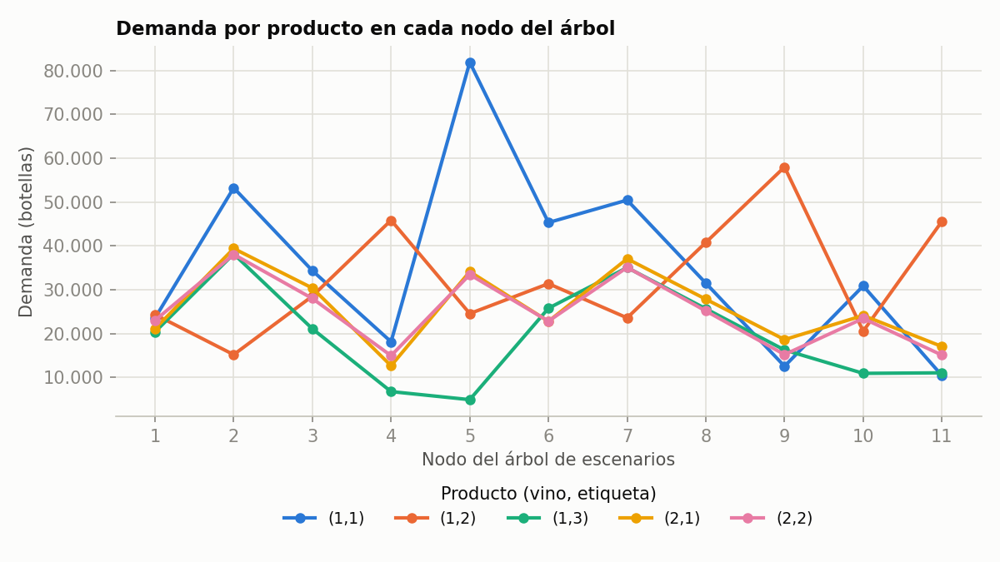 Demanda por producto en cada nodo del árbol
Demanda (botellas)
80.000
70.000
60.000
50.000
40.000
30.000
20.000
10.000
1 2 3 4 5 6 7 8 9 10 11
Nodo del árbol de escenarios
Producto (vino, etiqueta)
(1,1) (1,2) (1,3) (2,1) (2,2)